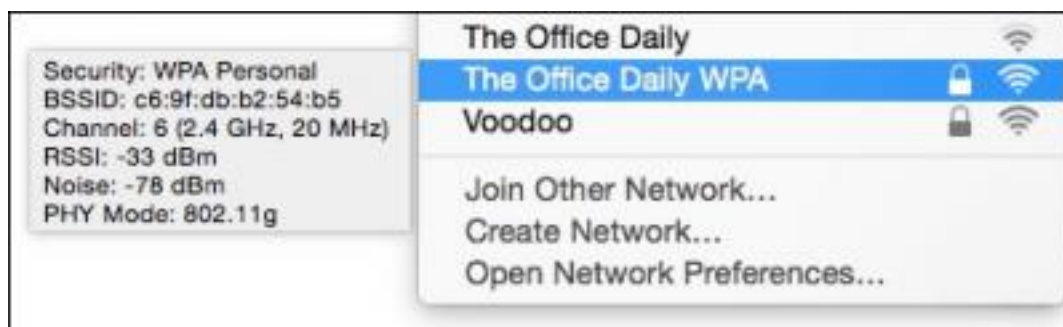 Security: WPA Personal
BSSID: c6:9f:db:b2:54:b5
Channel: 6 (2.4 GHz, 20 MHz)
RSSI: -33 dBm
Noise: -78 dBm
PHY Mode: 802.11g
The Office Daily
The Office Daily WPA
Voodoo
Join Other Network...
Create Network...
Open Network Preferences...